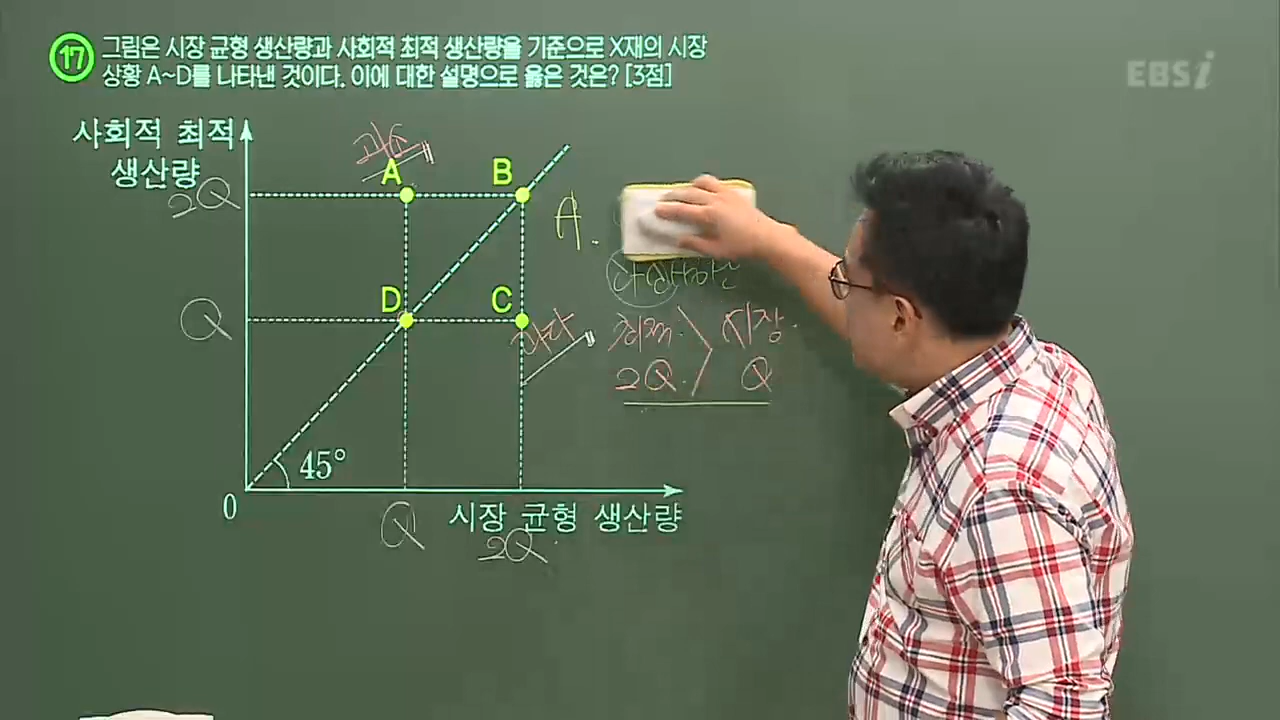 17 그림은 시장 균형 생산량과 사회적 최적 생산량을 기준으로 X재의 시장
상황 A~D를 나타낸 것이다. 이에 대한 설명으로 옳은 것은? [3점]
EBSi
사회적 최적
생산량
과소
A
B
2Q
A.
D
C
Q
과다
최적 > 시장
2Q > Q
45°
0
시장 균형 생산량
Q
2Q